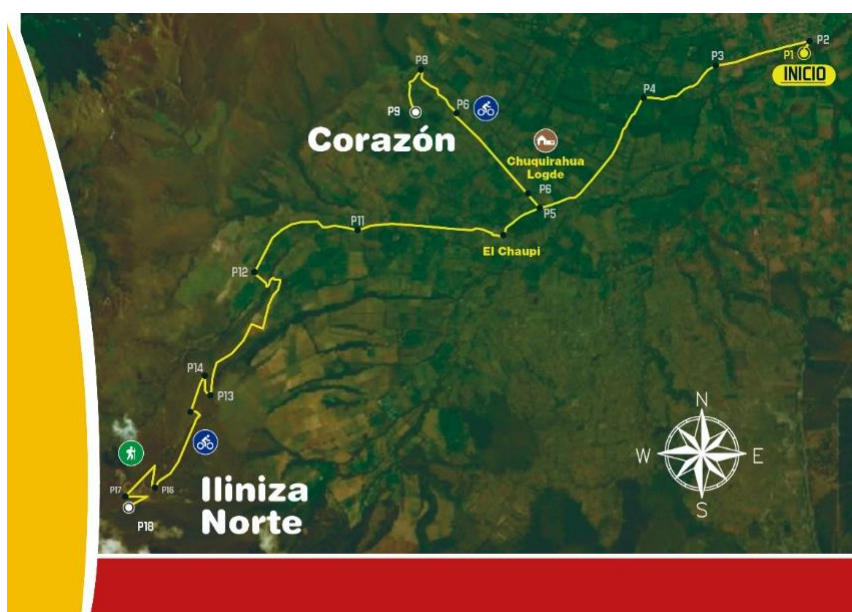 P2
P1
INICIO
P3
P4
P8
P9
P6
Corazón
Chuquirahua
Logde
P6
P5
El Chaupi
P11
P12
P14
P13
N
W
E
S
P17
P16
P18
Iliniza
Norte